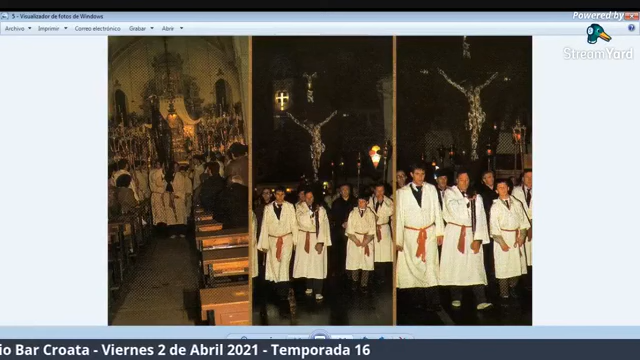 5 - Visualizador de fotos de Windows
Powered by
Archivo Imprimir Correo electrónico Grabar Abrir
StreamYard
io Bar Croata - Viernes 2 de Abril 2021 - Temporada 16